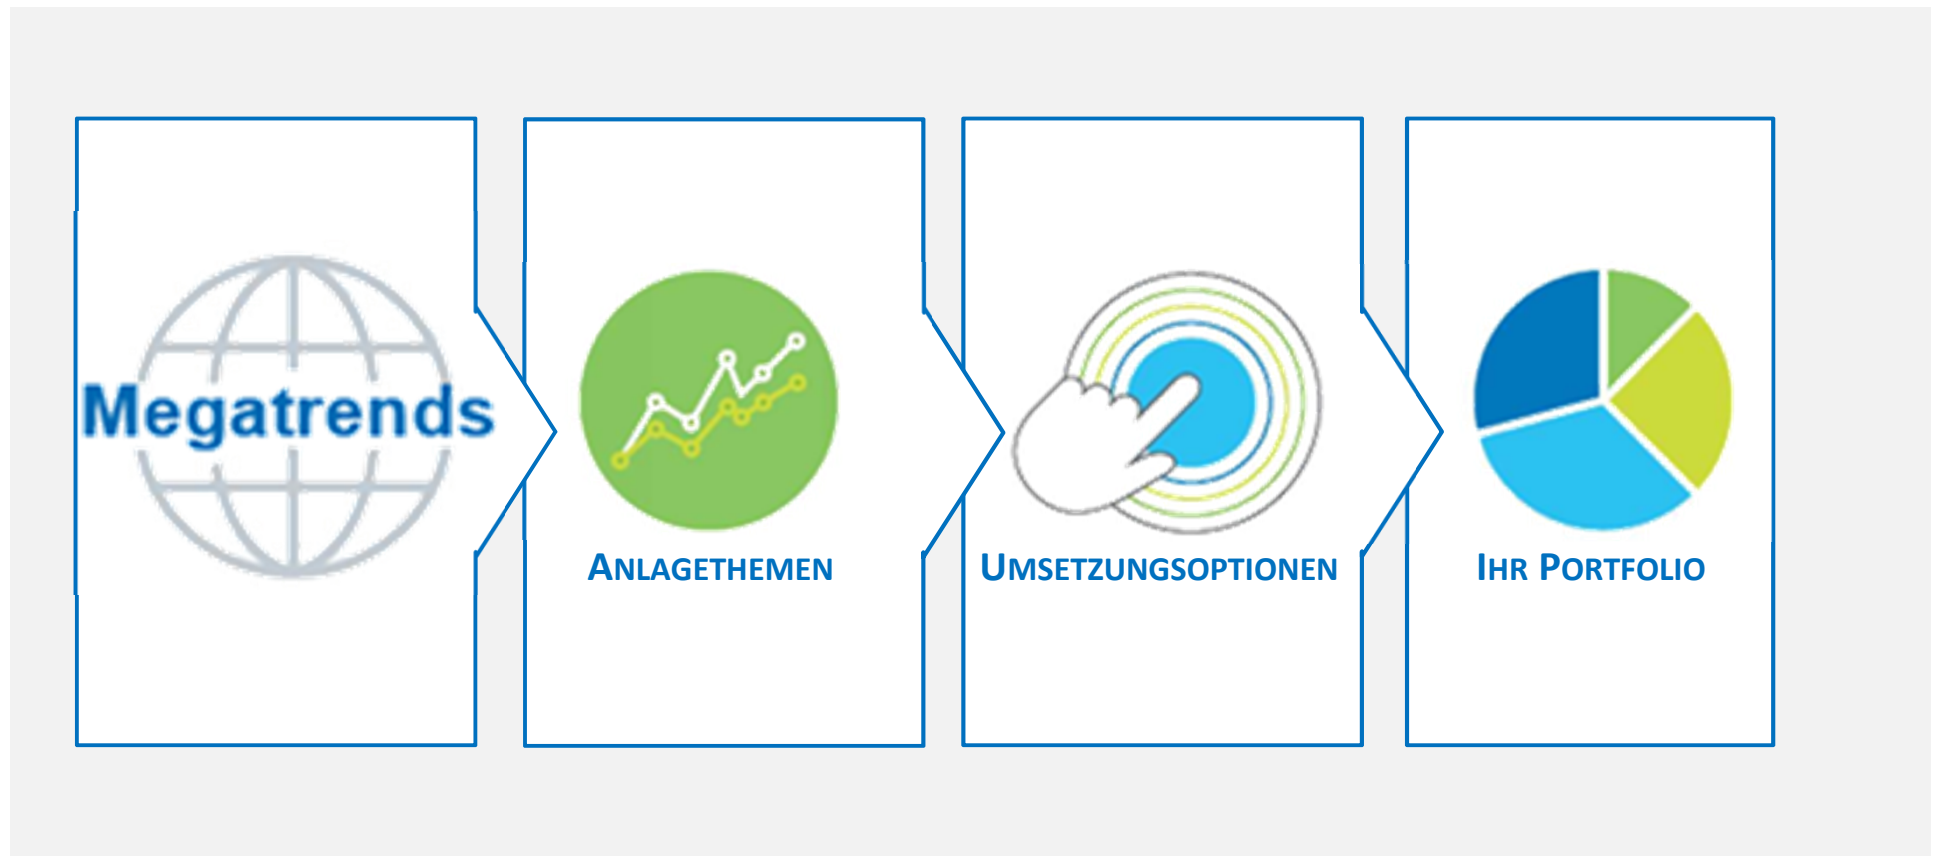 Megatrends
ANLAGETHEMEN
UMSETZUNGSOPTIONEN
IHR PORTFOLIO